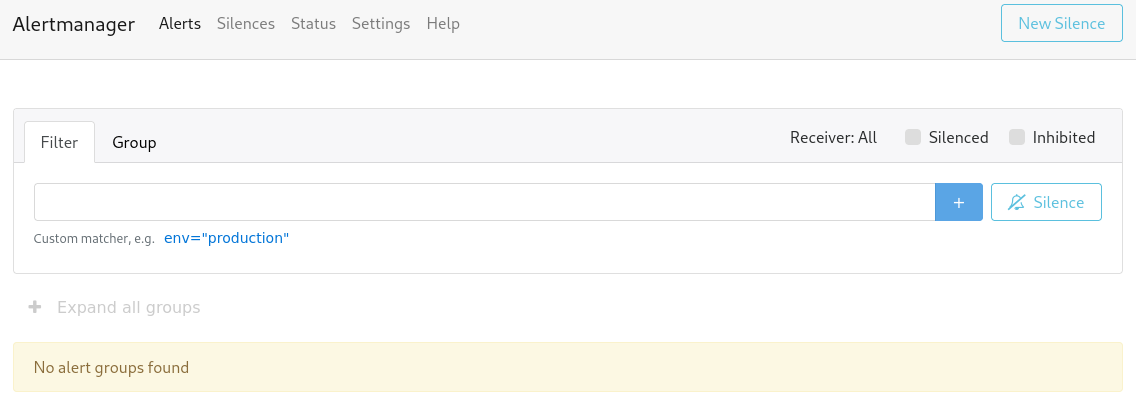 Alertmanager Alerts Silences Status Settings Help New Silence
Filter Group Receiver: All Silenced Inhibited
+ Silence
Custom matcher, e.g. env="production"
+ Expand all groups
No alert groups found